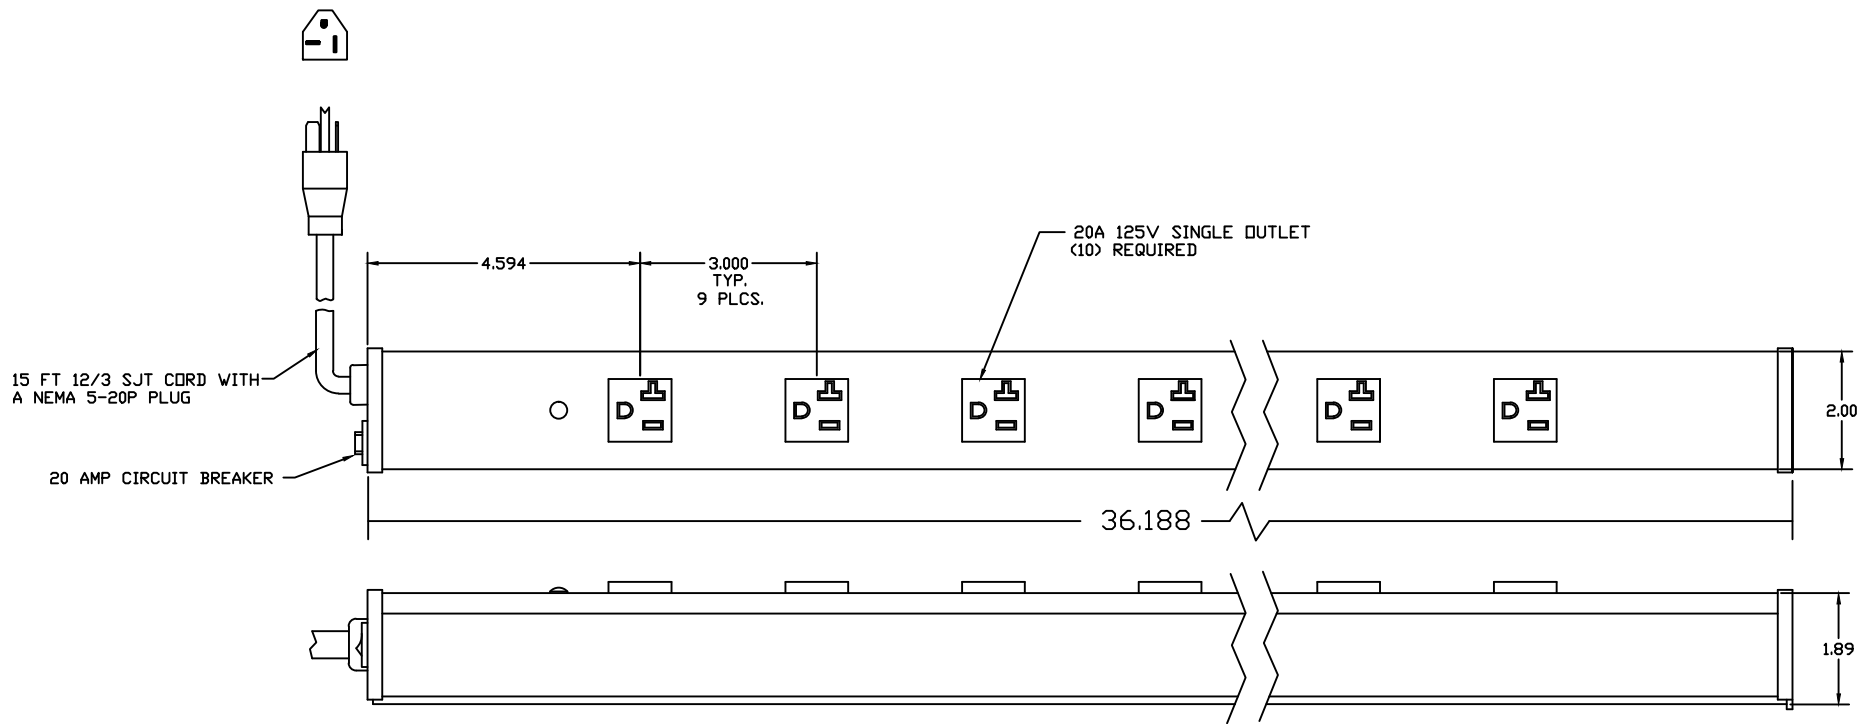 20A 125V SINGLE OUTLET
(10) REQUIRED
4.594
3.000
TYP.
9 PLCS.
15 FT 12/3 SJT CORD WITH
A NEMA 5-20P PLUG
2.00
20 AMP CIRCUIT BREAKER
36.188
1.89